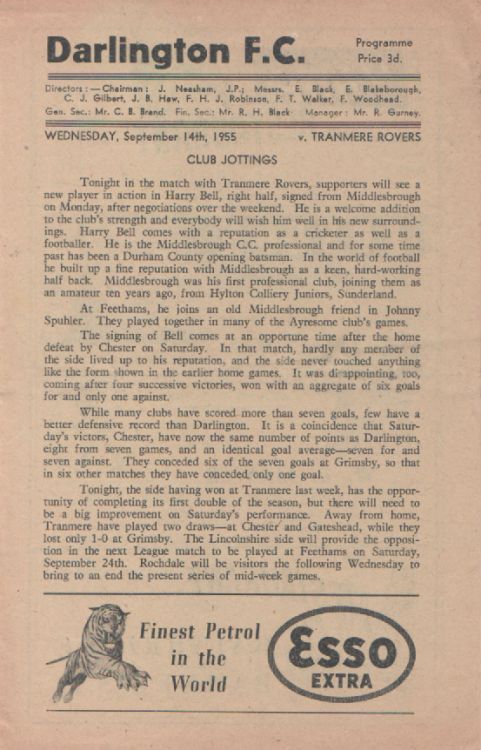 Darlington F.C.
Programme
Price 3d.
Directors :— Chairman : J. Neasham, J.P.; Messrs. E. Black, E. Blakeborough,
C. J. Gilbert, J. B. Haw, F. H. J. Robinson, F. T. Walker, F. Woodhead.
Gen. Sec.: Mr. C. B. Brand. Fin. Sec.: Mr. R. H. Black Manager : Mr. R. Gurney.
WEDNESDAY, September 14th, 1955 v. TRANMERE ROVERS
CLUB JOTTINGS
Tonight in the match with Tranmere Rovers, supporters will see a
new player in action in Harry Bell, right half, signed from Middlesbrough
on Monday, after negotiations over the weekend. He is a welcome addition
to the club's strength and everybody will wish him well in his new surround-
ings. Harry Bell comes with a reputation as a cricketer as well as a
footballer. He is the Middlesbrough C.C. professional and for some time
past has been a Durham County opening batsman. In the world of football
he built up a fine reputation with Middlesbrough as a keen, hard-working
half back. Middlesbrough was his first professional club, joining them as
an amateur ten years ago, from Hylton Colliery Juniors, Sunderland.
At Feethams, he joins an old Middlesbrough friend in Johnny
Spuhler. They played together in many of the Ayresome club's games.
The signing of Bell comes at an opportune time after the home
defeat by Chester on Saturday. In that match, hardly any member of
the side lived up to his reputation, and the side never touched anything
like the form shown in the earlier home games. It was disappointing, too,
coming after four successive victories, won with an aggregate of six goals
for and only one against.
While many clubs have scored more than seven goals, few have a
better defensive record than Darlington. It is a coincidence that Satur-
day's victors, Chester, have now the same number of points as Darlington,
eight from seven games, and an identical goal average—seven for and
seven against. They conceded six of the seven goals at Grimsby, so that
in six other matches they have conceded only one goal.
Tonight, the side having won at Tranmere last week, has the oppor-
tunity of completing its first double of the season, but there will need to
be a big improvement on Saturday's performance. Away from home,
Tranmere have played two draws—at Chester and Gateshead, while they
lost only 1-0 at Grimsby. The Lincolnshire side will provide the opposi-
tion in the next League match to be played at Feethams on Saturday,
September 24th. Rochdale will be visitors the following Wednesday to
bring to an end the present series of mid-week games.
Finest Petrol
in the
World
Esso
EXTRA